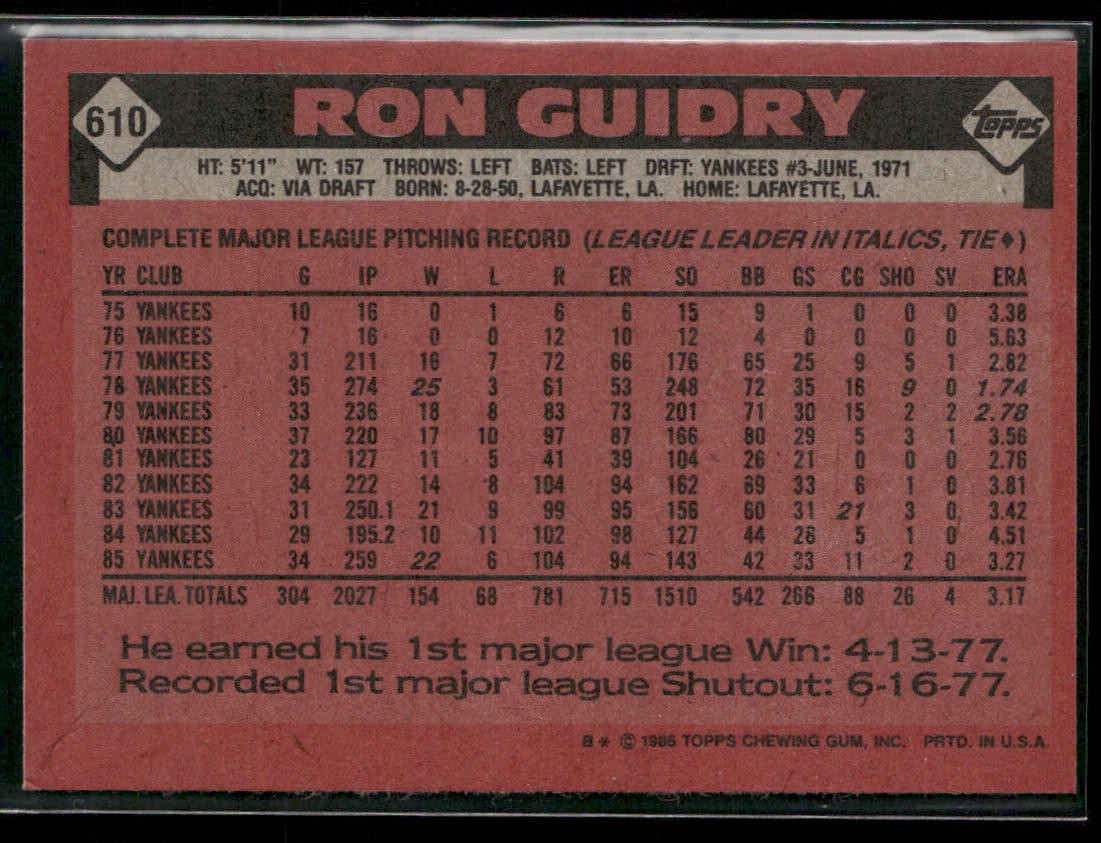 610
RON GUIDRY
Topps
HT: 5'11" WT: 157 THROWS: LEFT BATS: LEFT DRFT: YANKEES #3-JUNE, 1971
ACQ: VIA DRAFT BORN: 8-28-50, LAFAYETTE, LA. HOME: LAFAYETTE, LA.
COMPLETE MAJOR LEAGUE PITCHING RECORD (LEAGUE LEADER IN ITALICS, TIE♦)
YR CLUB G IP W L R ER SO BB GS CG SHO SV ERA
75 YANKEES 10 16 0 1 6 6 15 9 1 0 0 0 3.38
76 YANKEES 7 16 0 0 12 10 12 4 0 0 0 0 5.63
77 YANKEES 31 211 16 7 72 66 176 65 25 9 5 1 2.82
78 YANKEES 35 274 25 3 61 53 248 72 35 16 9 0 1.74
79 YANKEES 33 236 18 8 83 73 201 71 30 15 2 2 2.78
80 YANKEES 37 220 17 10 97 87 166 80 29 5 3 1 3.56
81 YANKEES 23 127 11 5 41 39 104 26 21 0 0 0 2.76
82 YANKEES 34 222 14 8 104 94 162 69 33 6 1 0 3.81
83 YANKEES 31 250.1 21 9 99 95 156 60 31 21 3 0 3.42
84 YANKEES 29 195.2 10 11 102 98 127 44 28 5 1 0 4.51
85 YANKEES 34 259 22 6 104 94 143 42 33 11 2 0 3.27
MAJ. LEA. TOTALS 304 2027 154 68 781 715 1510 542 266 88 26 4 3.17
He earned his 1st major league Win: 4-13-77.
Recorded 1st major league Shutout: 6-16-77.
B * © 1986 TOPPS CHEWING GUM, INC. PRTD. IN U.S.A.